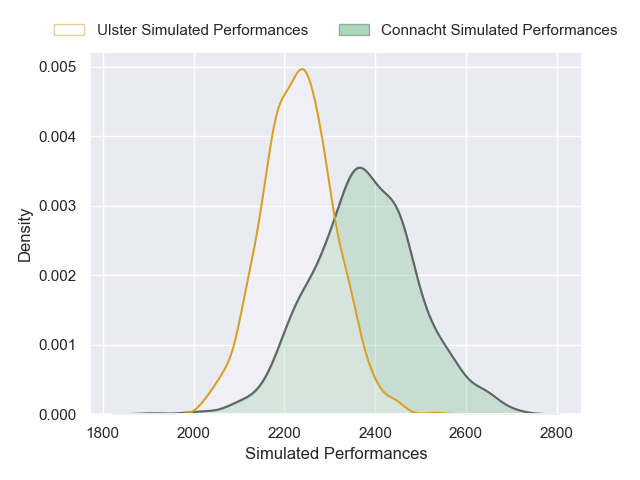 Ulster Simulated Performances
Connacht Simulated Performances
0.005
0.004
0.003
0.002
0.001
0.000
Density
1800 2000 2200 2400 2600 2800
Simulated Performances